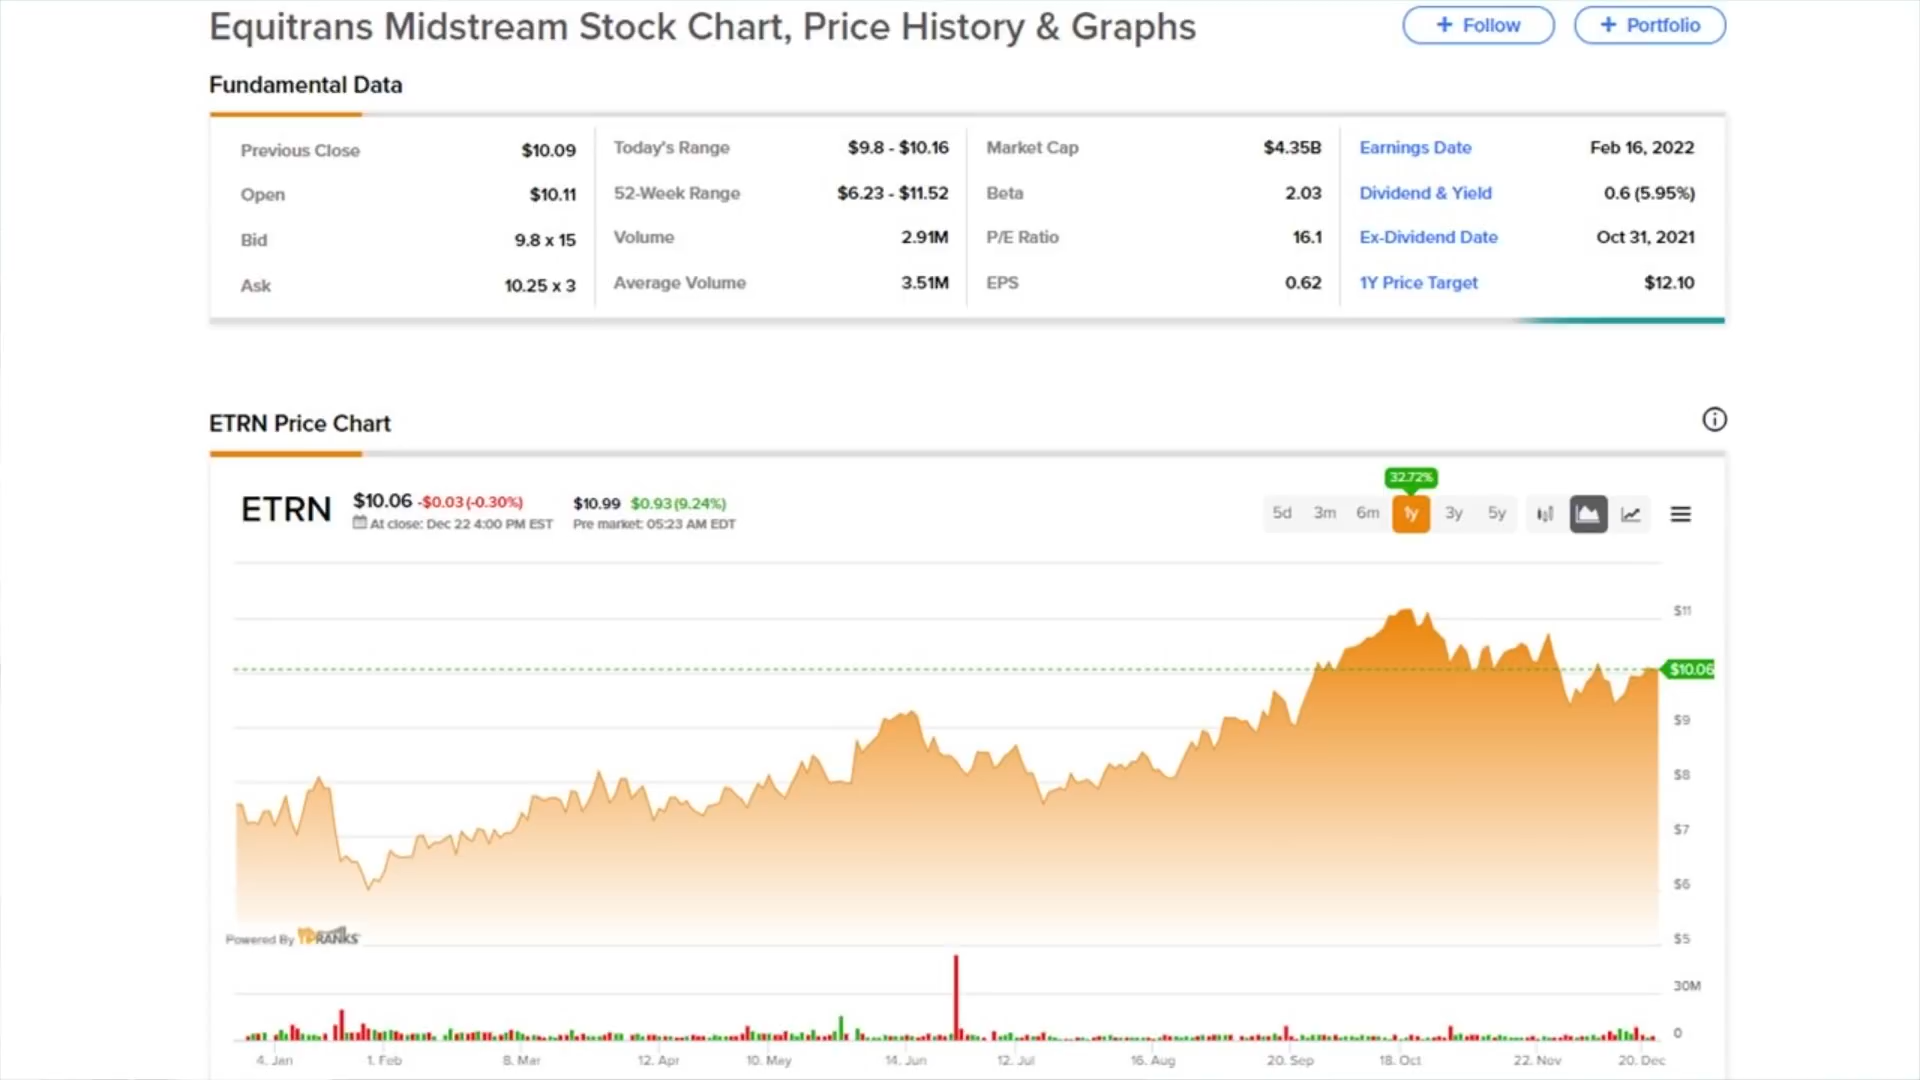 Equitrans Midstream Stock Chart, Price History & Graphs
+ Follow
+ Portfolio
Fundamental Data
Previous Close $10.09
Today's Range $9.8 - $10.16
Market Cap $4.35B
Earnings Date Feb 16, 2022
Open $10.11
52-Week Range $6.23 - $11.52
Beta 2.03
Dividend & Yield 0.6 (5.95%)
Bid 9.8 x 15
Volume 2.91M
P/E Ratio 16.1
Ex-Dividend Date Oct 31, 2021
Ask 10.25 x 3
Average Volume 3.51M
EPS 0.62
1Y Price Target $12.10
ETRN Price Chart
32.72%
ETRN
$10.06 -$0.03 (-0.30%)
At close: Dec 22 4:00 PM EST
$10.99 $0.93 (9.24%)
Pre market: 05:23 AM EDT
5d 3m 6m 1y 3y 5y
$11
$10.06
$9
$8
$7
$6
$5
Powered By TIPRANKS
30M
0
4. Jan 1. Feb 8. Mar 12. Apr 10. May 14. Jun 12. Jul 16. Aug 20. Sep 18. Oct 22. Nov 20. Dec